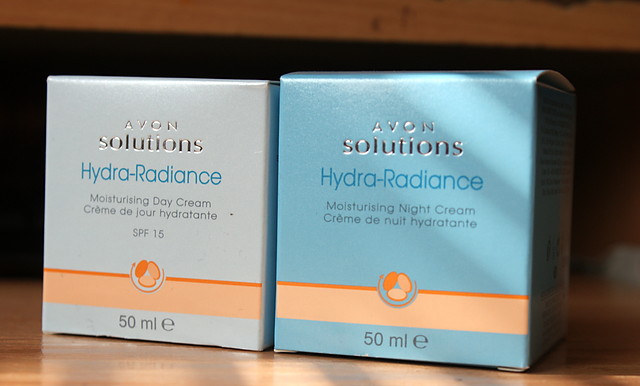 AVON
solutions
Hydra-Radiance
Moisturising Day Cream
Crème de jour hydratante
SPF 15
50 ml e
AVON
solutions
Hydra-Radiance
Moisturising Night Cream
Crème de nuit hydratante
50 ml e